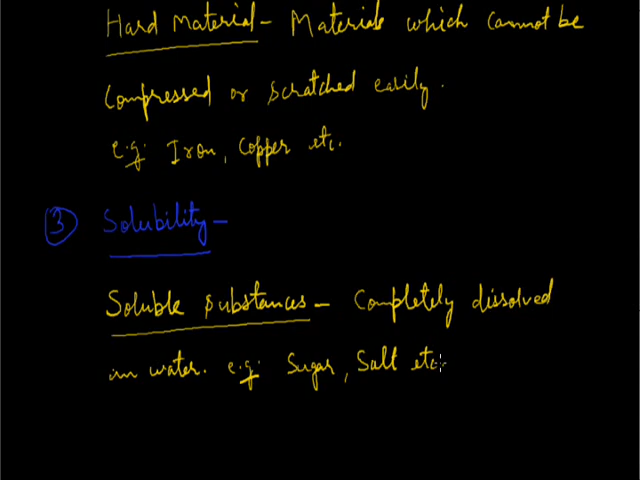 Hard Material - Materials which cannot be
compressed or scratched easily.
e.g: Iron, Copper etc.
3 Solubility -
Soluble Substances - Completely dissolved
in water. e.g: Sugar, Salt etc.